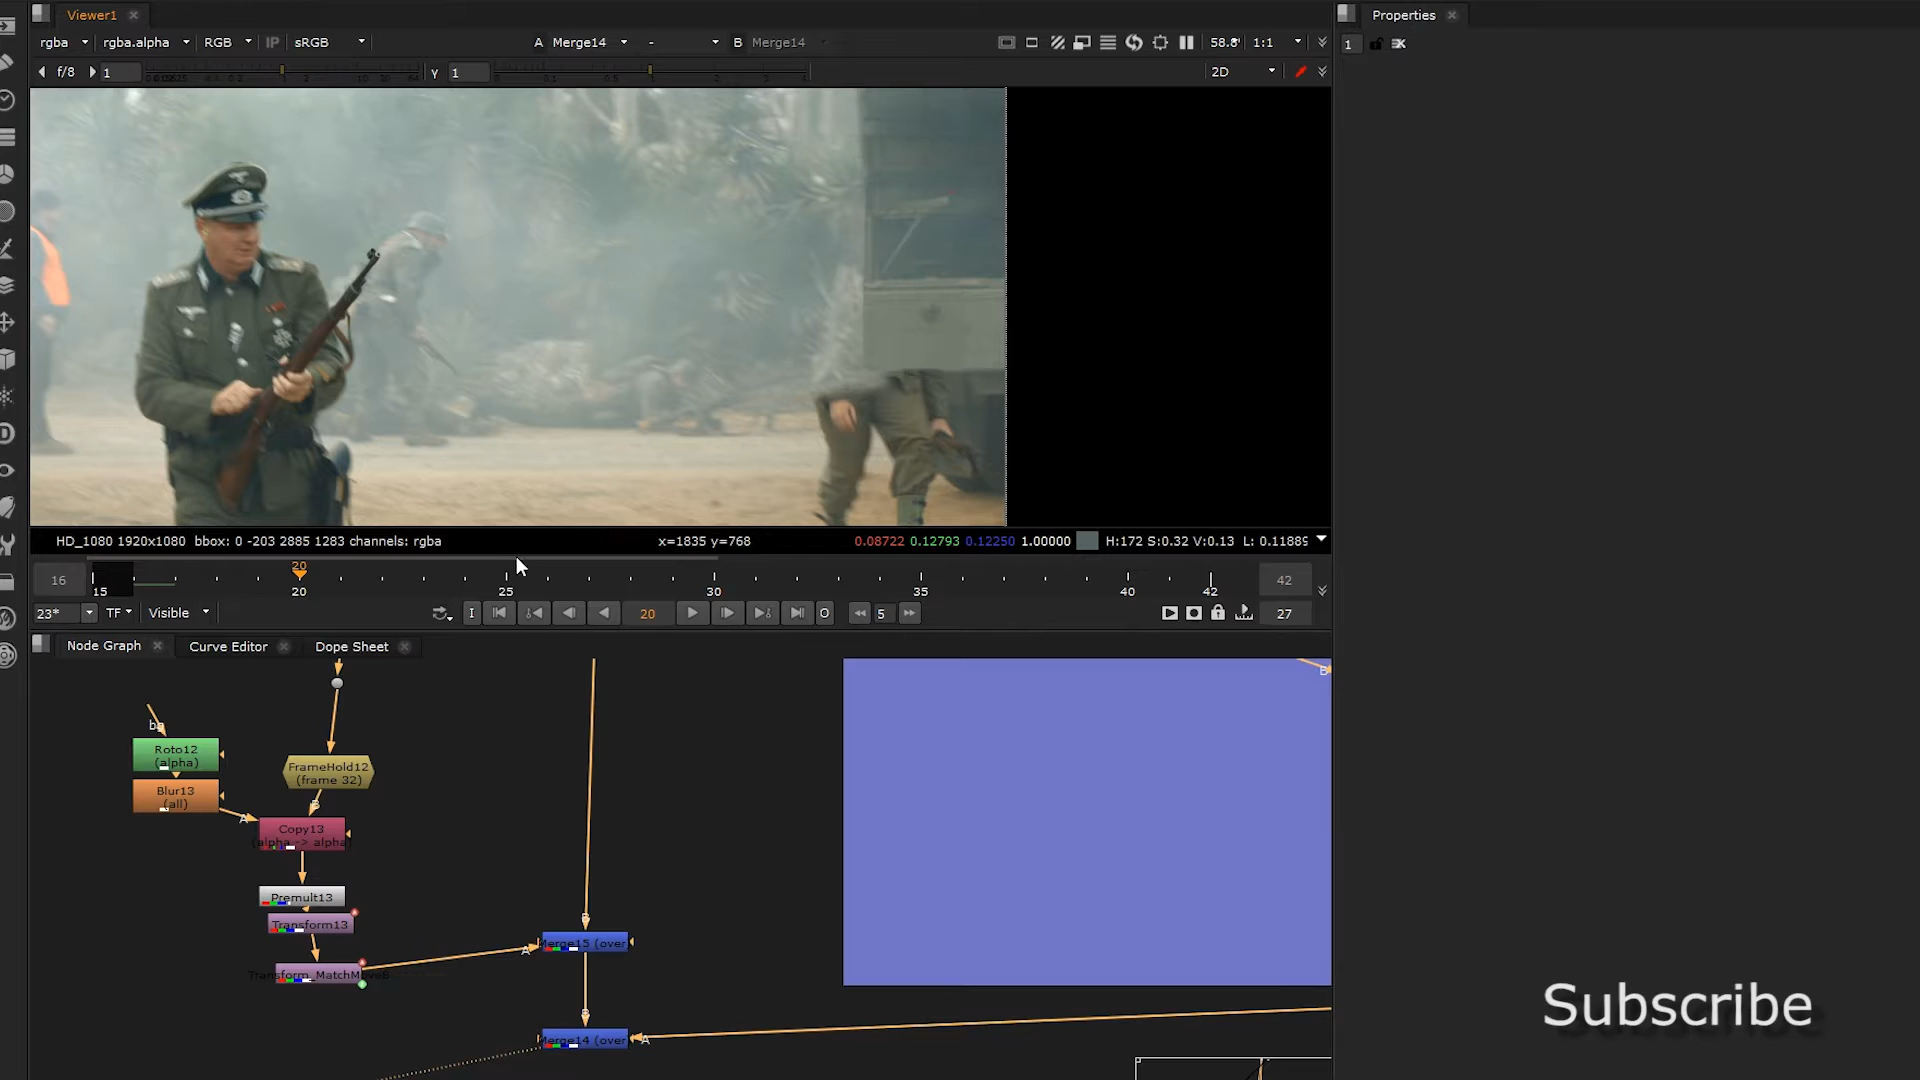 Viewer1
Properties
rgba rgba.alpha RGB IP sRGB A Merge14 - B Merge14 58.8 1:1
1
f/8 1 Y 1 2D
HD_1080 1920x1080 bbox: 0 -203 2885 1283 channels: rgba x=1835 y=768 0.08722 0.12793 0.12250 1.00000 H:172 S:0.32 V:0.13 L: 0.11889
20
16 15 20 25 30 35 40 42 42
23* TF Visible I 20 O 5 27
Node Graph Curve Editor Dope Sheet
B
bg
Roto12
(alpha)
FrameHold12
(frame 32)
Blur13
(all)
B
A
Copy13
(alpha -> alpha)
Premult13
Transform13
B
A
Merge15 (over
Transform_MatchMove6
B
Merge14 (over
A
Subscribe